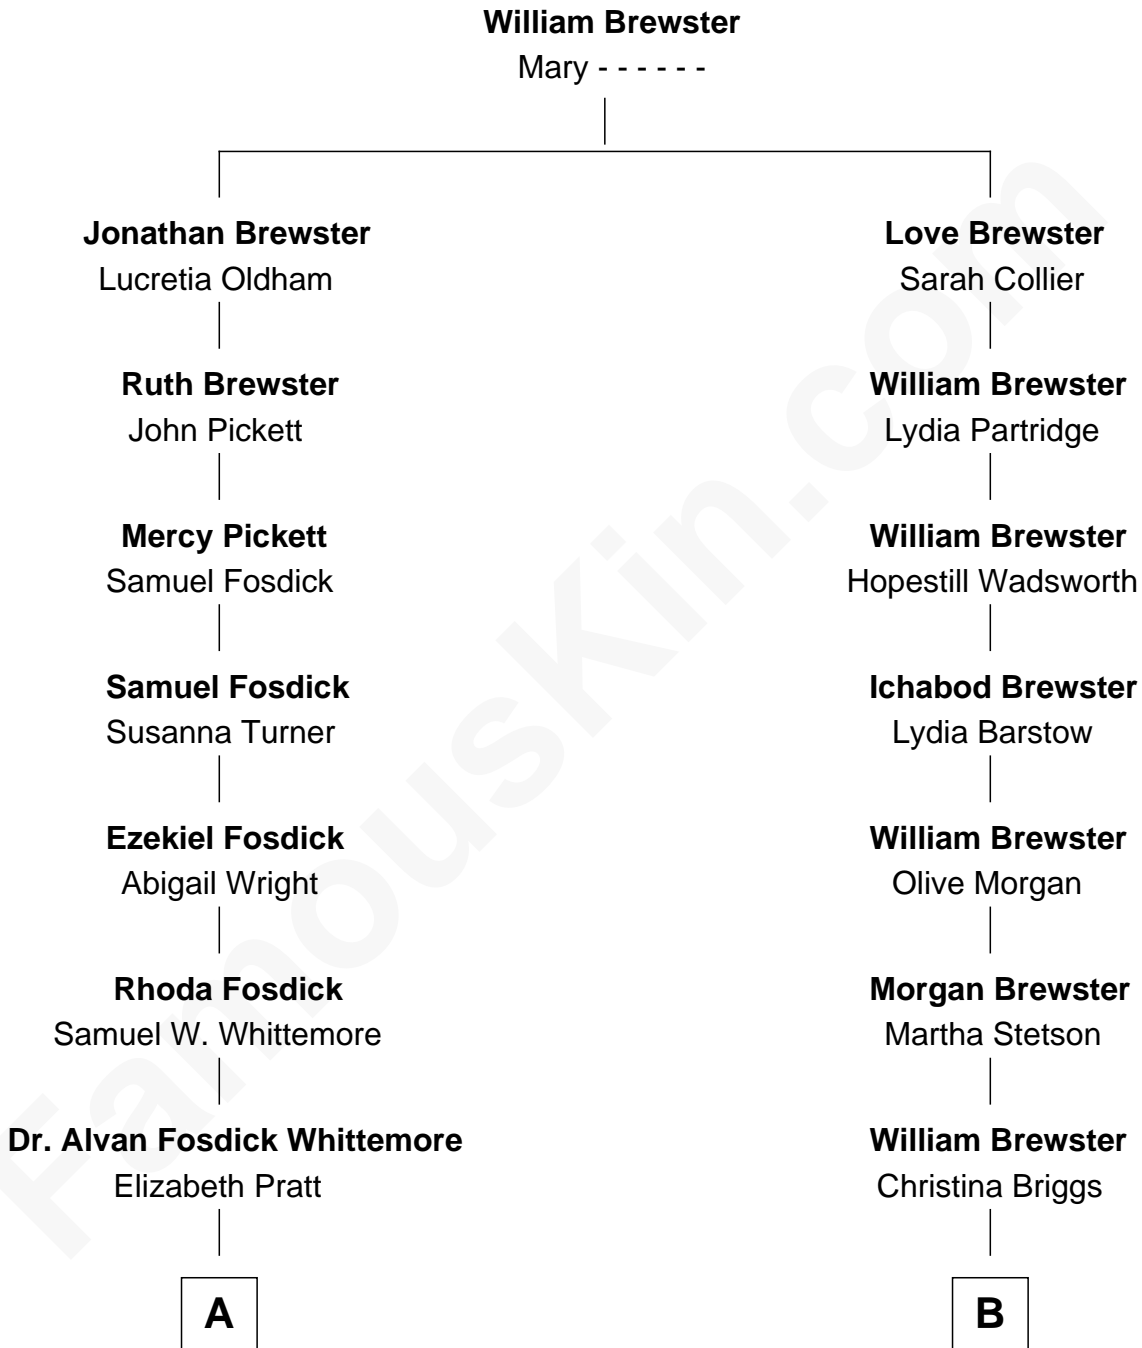 William Brewster
Mary - - - - - -
Jonathan Brewster
Lucretia Oldham
Love Brewster
Sarah Collier
Ruth Brewster
John Pickett
William Brewster
Lydia Partridge
Mercy Pickett
Samuel Fosdick
William Brewster
Hopestill Wadsworth
Samuel Fosdick
Susanna Turner
Ichabod Brewster
Lydia Barstow
Ezekiel Fosdick
Abigail Wright
William Brewster
Olive Morgan
Rhoda Fosdick
Samuel W. Whittemore
Morgan Brewster
Martha Stetson
Dr. Alvan Fosdick Whittemore
Elizabeth Pratt
William Brewster
Christina Briggs
A
B
FamousKin.com